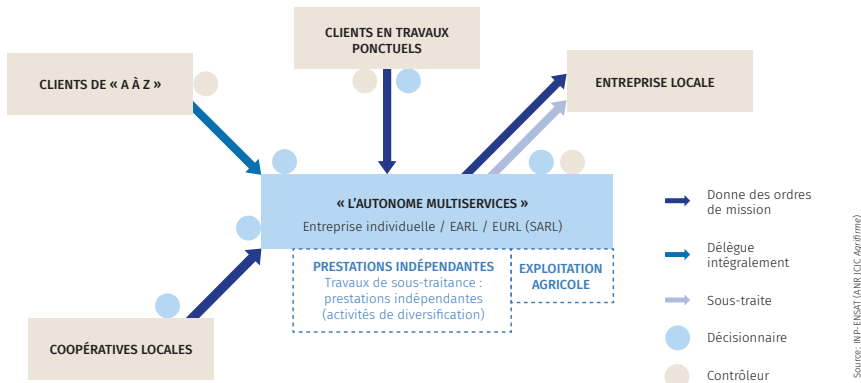 CLIENTS EN TRAVAUX
PONCTUELS
CLIENTS DE « A À Z »
ENTREPRISE LOCALE
« L'AUTONOME MULTISERVICES »
Entreprise individuelle / EARL / EURL (SARL)
PRESTATIONS INDÉPENDANTES
Travaux de sous-traitance :
prestations indépendantes
(activités de diversification)
EXPLOITATION
AGRICOLE
COOPÉRATIVES LOCALES
Donne des ordres
de mission
Délègue
intégralement
Sous-traite
Décisionnaire
Contrôleur
Source: INP-ENSAT (ANR JCJC Agrifirme)